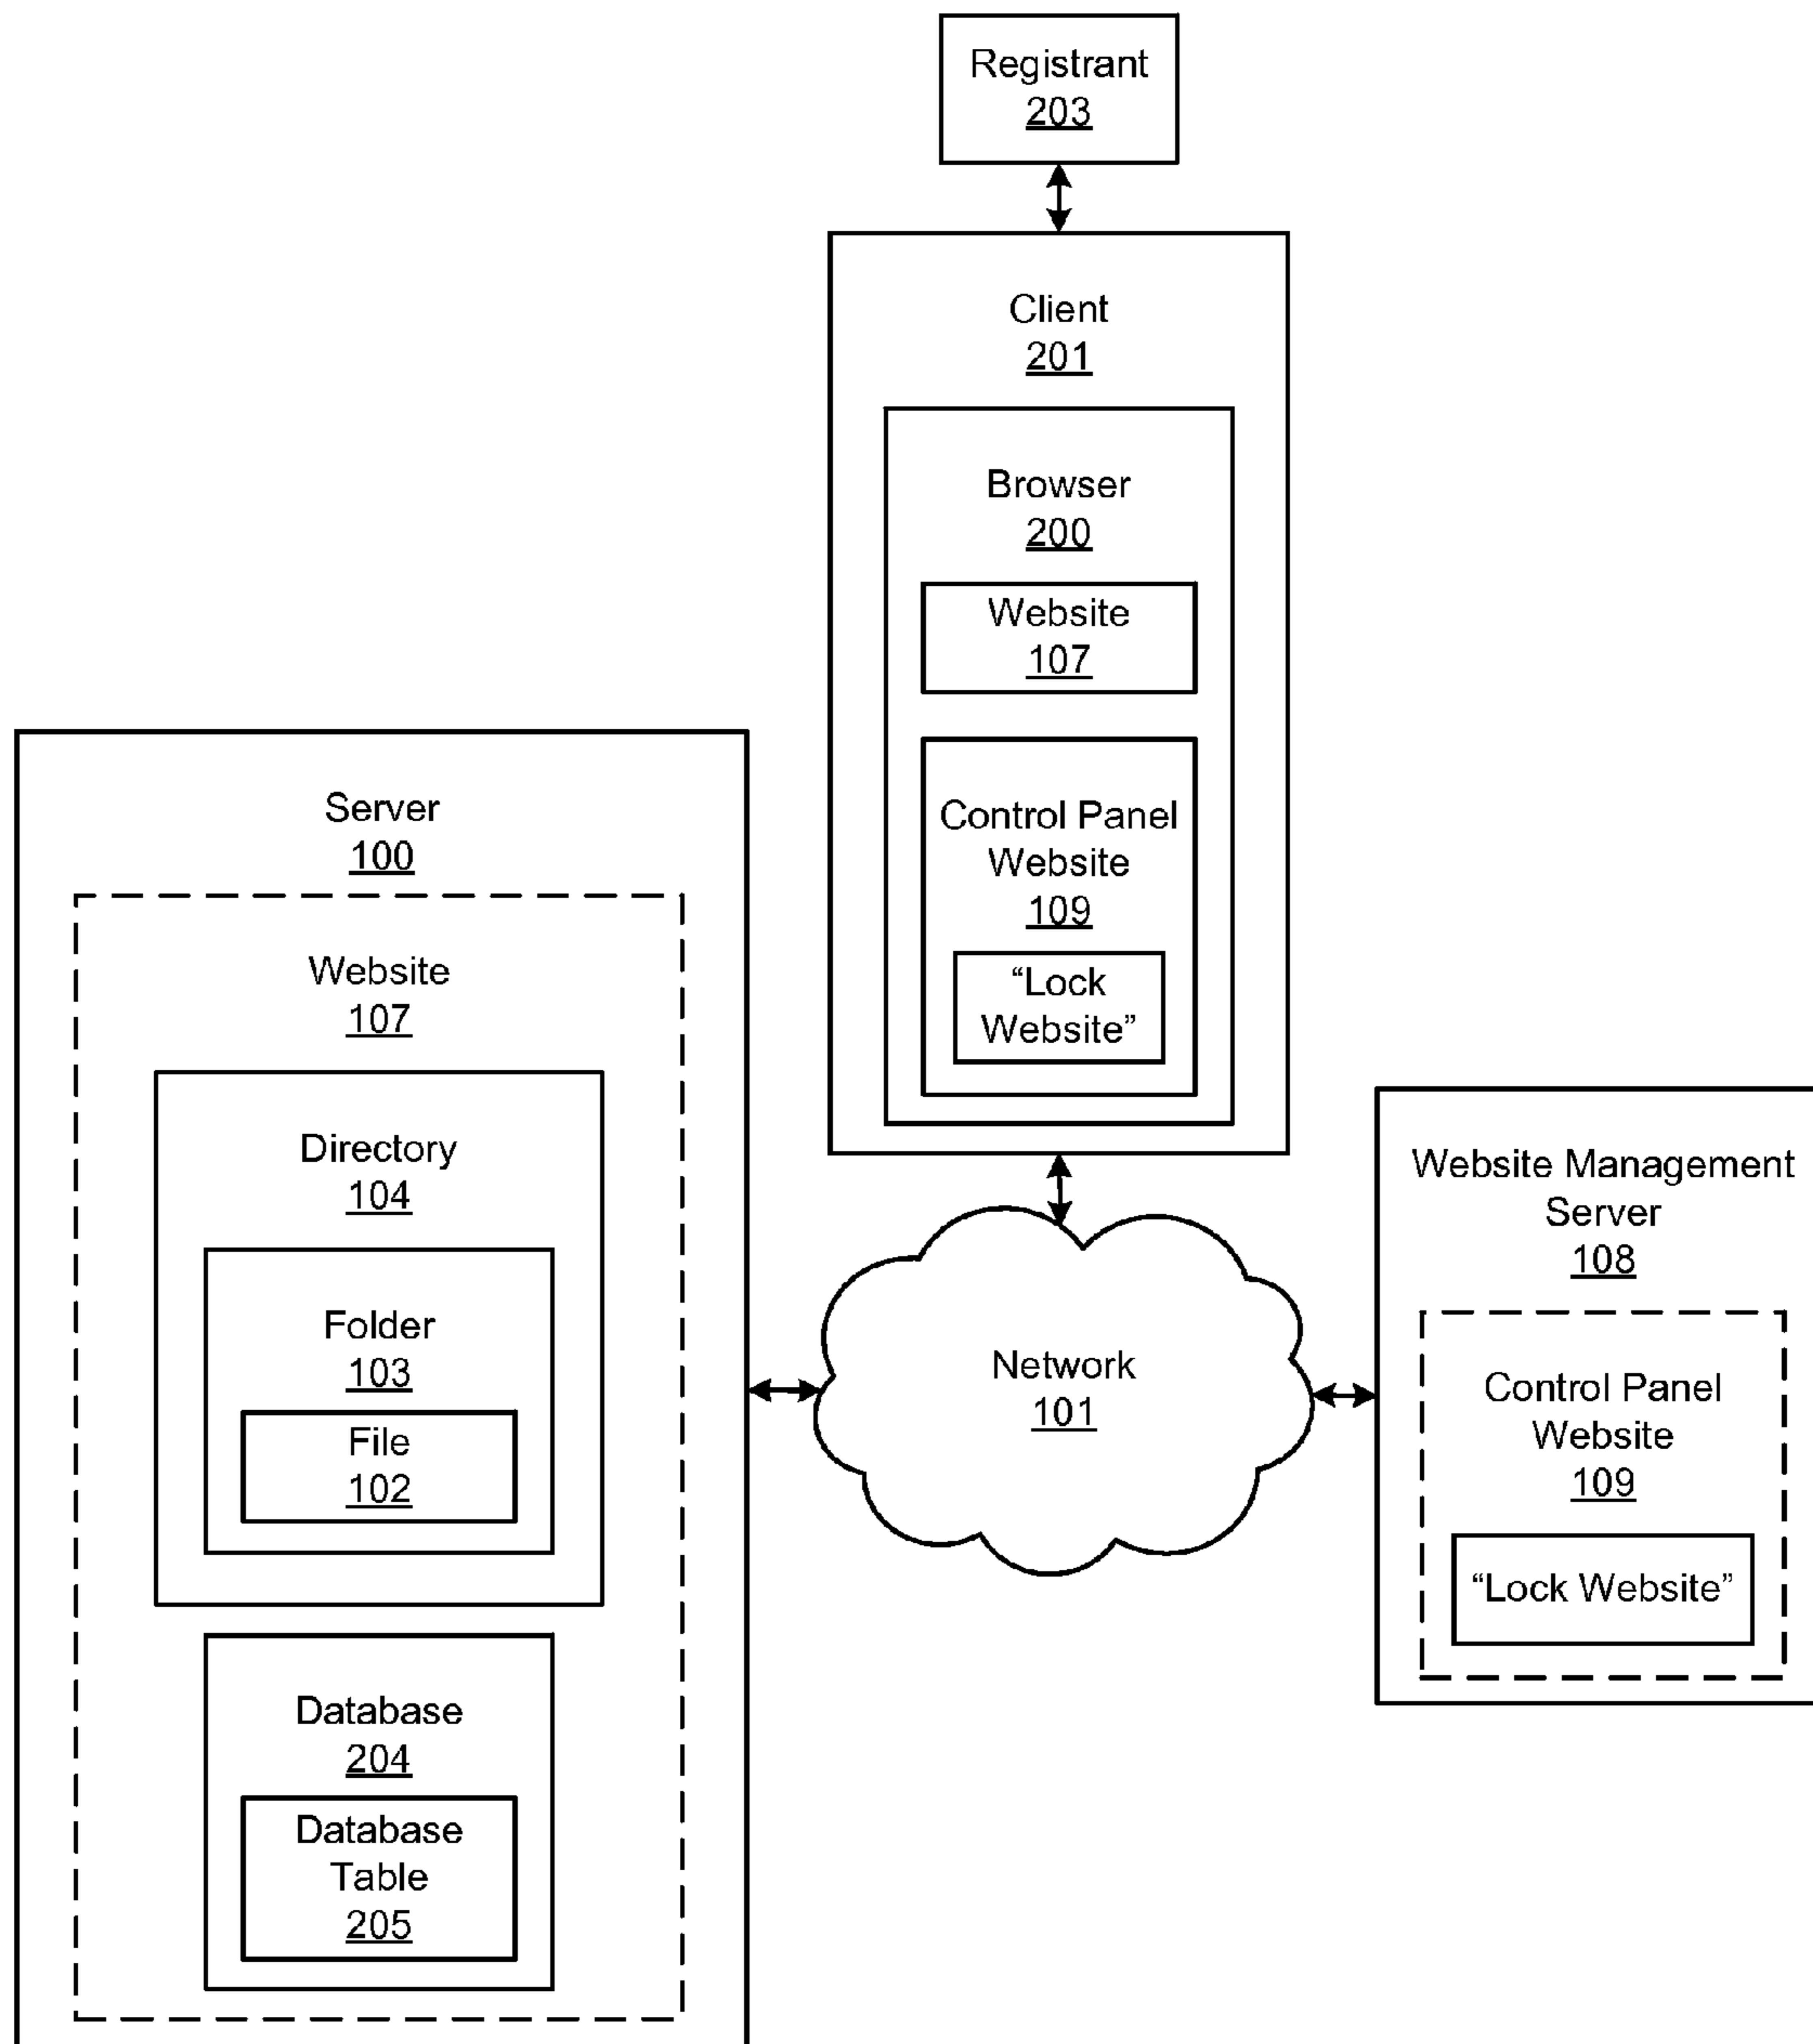 Registrant
203
Client
201
Browser
200
Website
107
Control Panel
Website
109
“Lock
Website”
Server
100
Website
107
Directory
104
Folder
103
File
102
Database
204
Database
Table
205
Network
101
Website Management
Server
108
Control Panel
Website
109
“Lock Website”